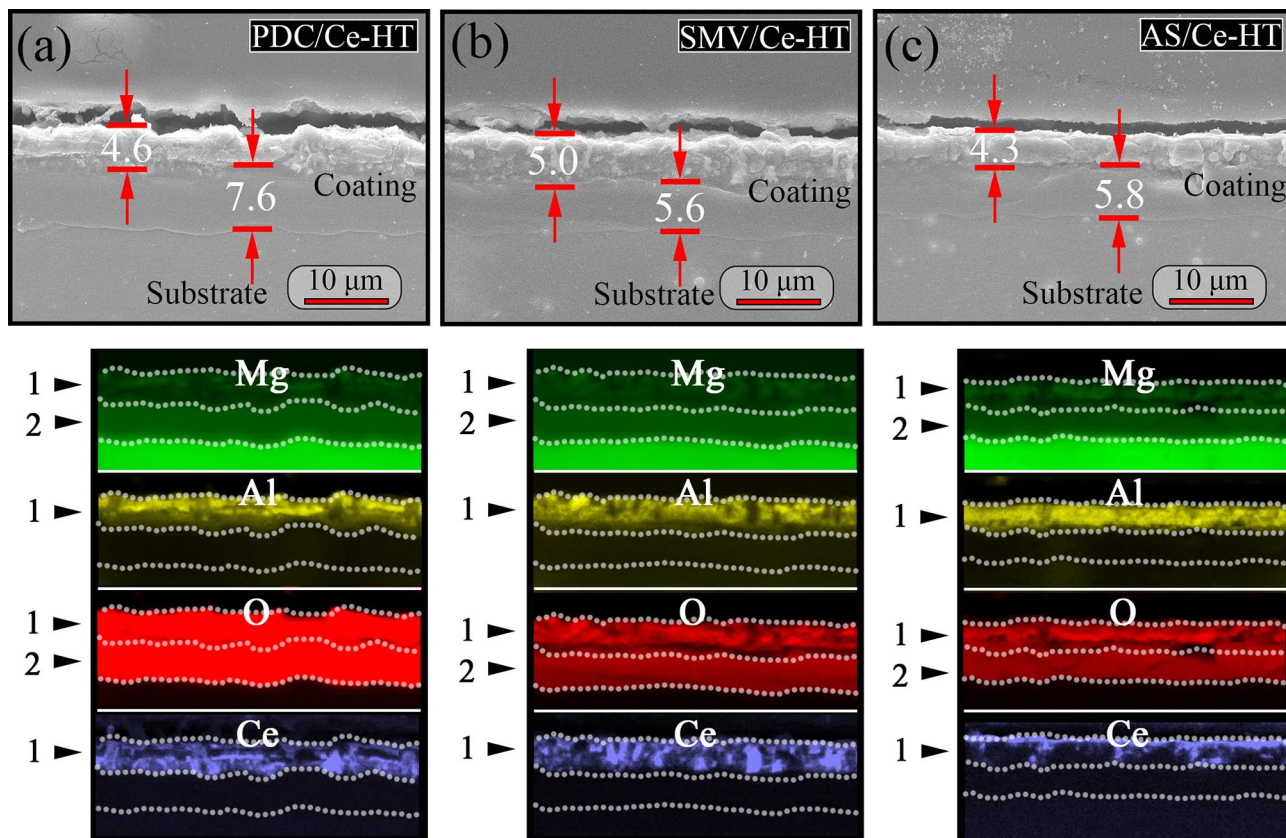 (a) PDC/Ce-HT
4.6
7.6
Coating
Substrate
10 μm
(b) SMV/Ce-HT
5.0
5.6
Coating
Substrate
10 μm
(c) AS/Ce-HT
4.3
5.8
Coating
Substrate
10 μm
1 Mg
2
1 Al
1 O
2
1 Ce
1 Mg
2
1 Al
1 O
2
1 Ce
1 Mg
2
1 Al
1 O
2
1 Ce